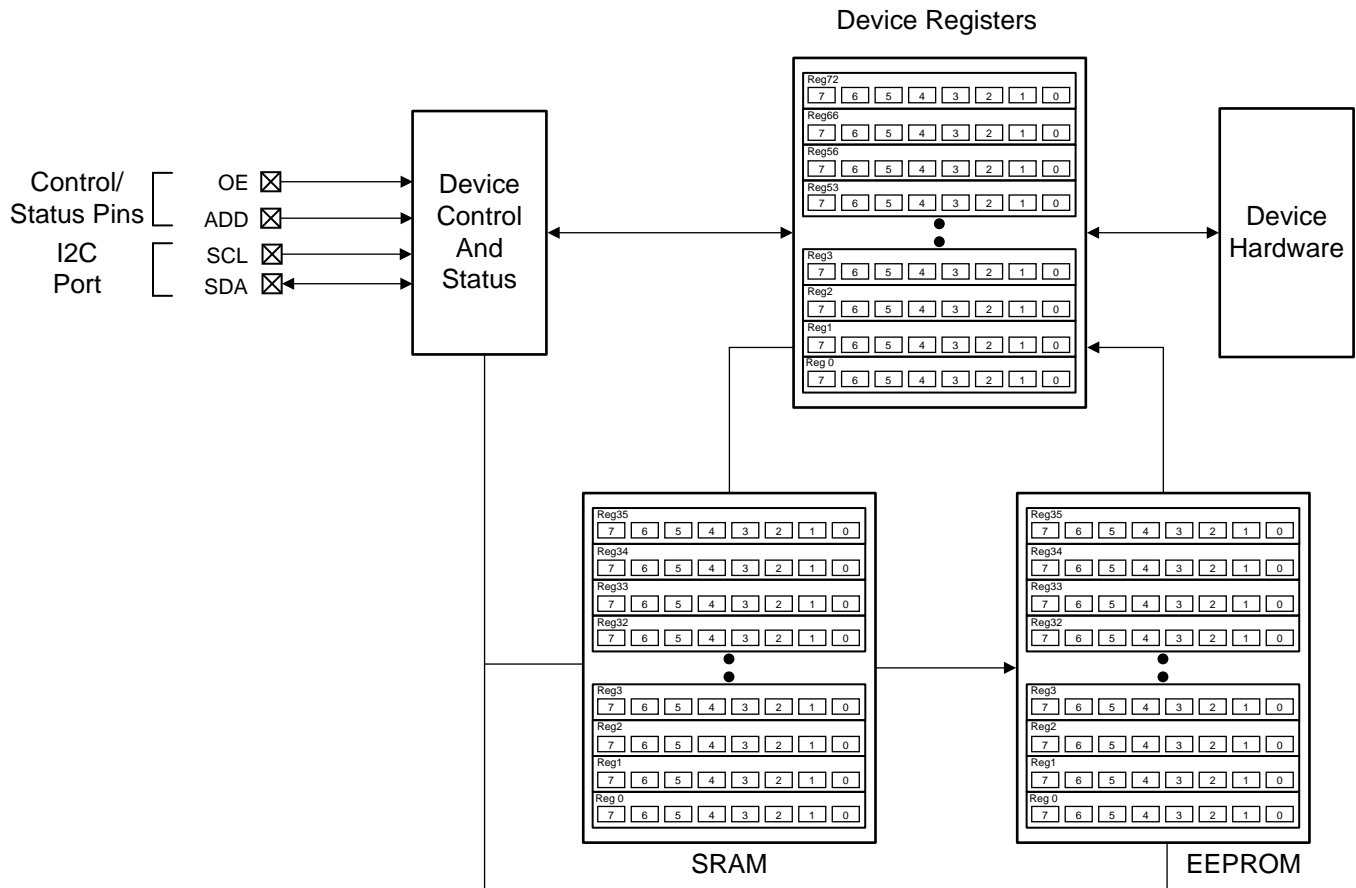 Device Registers
Reg72
7 6 5 4 3 2 1 0
Reg66
7 6 5 4 3 2 1 0
Reg56
7 6 5 4 3 2 1 0
Reg53
7 6 5 4 3 2 1 0
Reg3
7 6 5 4 3 2 1 0
Reg2
7 6 5 4 3 2 1 0
Reg1
7 6 5 4 3 2 1 0
Reg 0
7 6 5 4 3 2 1 0
Control/
Status Pins
I2C
Port
OE
ADD
SCL
SDA
Device
Control
And
Status
Device
Hardware
Reg35
7 6 5 4 3 2 1 0
Reg34
7 6 5 4 3 2 1 0
Reg33
7 6 5 4 3 2 1 0
Reg32
7 6 5 4 3 2 1 0
Reg3
7 6 5 4 3 2 1 0
Reg2
7 6 5 4 3 2 1 0
Reg1
7 6 5 4 3 2 1 0
Reg 0
7 6 5 4 3 2 1 0
SRAM
Reg35
7 6 5 4 3 2 1 0
Reg34
7 6 5 4 3 2 1 0
Reg33
7 6 5 4 3 2 1 0
Reg32
7 6 5 4 3 2 1 0
Reg3
7 6 5 4 3 2 1 0
Reg2
7 6 5 4 3 2 1 0
Reg1
7 6 5 4 3 2 1 0
Reg 0
7 6 5 4 3 2 1 0
EEPROM